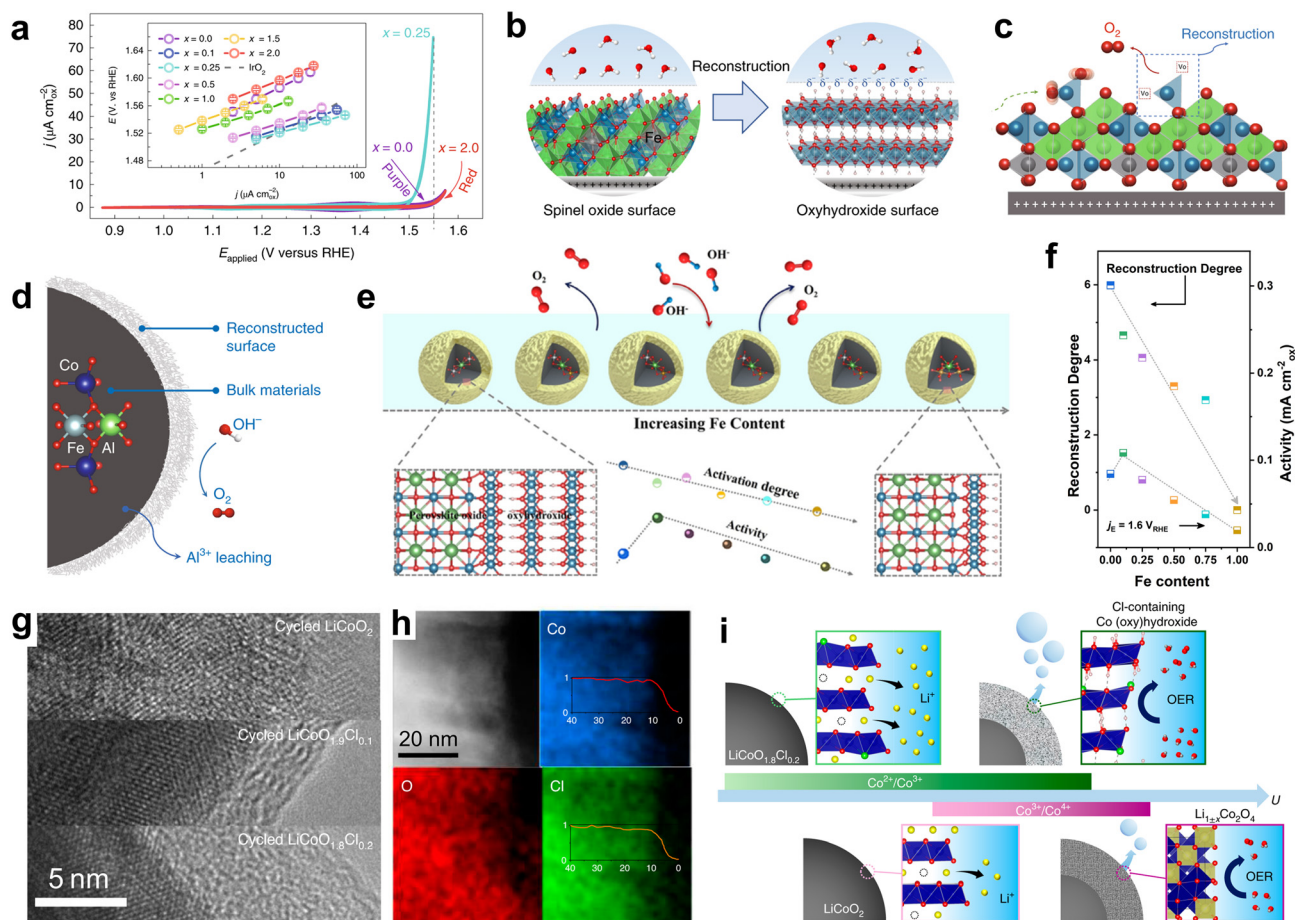 a
j (μA cm⁻²ox)
80
70
60
50
40
30
20
10
0
0.9
1.0
1.1
1.2
1.3
1.4
1.5
1.6
E_applied (V versus RHE)
x = 0.25
x = 0.0
Purple
x = 2.0
Red
E (V. vs RHE)
1.64
1.60
1.56
1.52
1.48
x = 0.0
x = 1.5
x = 0.1
x = 2.0
x = 0.25
IrO₂
x = 0.5
x = 1.0
1
10
100
j (μA cm⁻²ox)
b
Reconstruction
δ⁻ δ⁻ δ⁻ δ⁻ δ⁻ δ⁻
Fe
Spinel oxide surface
Oxyhydroxide surface
c
O₂
Reconstruction
Vo
Vo
d
Reconstructed
surface
Co
Bulk materials
Fe
Al
OH⁻
O₂
Al³⁺ leaching
e
O₂
OH⁻
OH⁻
O₂
Increasing Fe Content
Perovskite oxide
oxyhydroxide
Activation degree
Activity
f
Reconstruction Degree
Reconstruction Degree
6
4
2
0
Activity (mA cm⁻²ox)
0.3
0.2
0.1
0.0
j_E = 1.6 V_RHE
0.00
0.25
0.50
0.75
1.00
Fe content
g
Cycled LiCoO₂
Cycled LiCoO₁.₉Cl₀.₁
Cycled LiCoO₁.₈Cl₀.₂
5 nm
h
20 nm
Co
1
0
40
20
0
O
Cl
1
0
40
20
0
i
Cl-containing
Co (oxy)hydroxide
Li⁺
OER
LiCoO₁.₈Cl₀.₂
Co²⁺/Co³⁺
U
Co³⁺/Co⁴⁺
Li₁±ₓCo₂O₄
Li⁺
OER
LiCoO₂